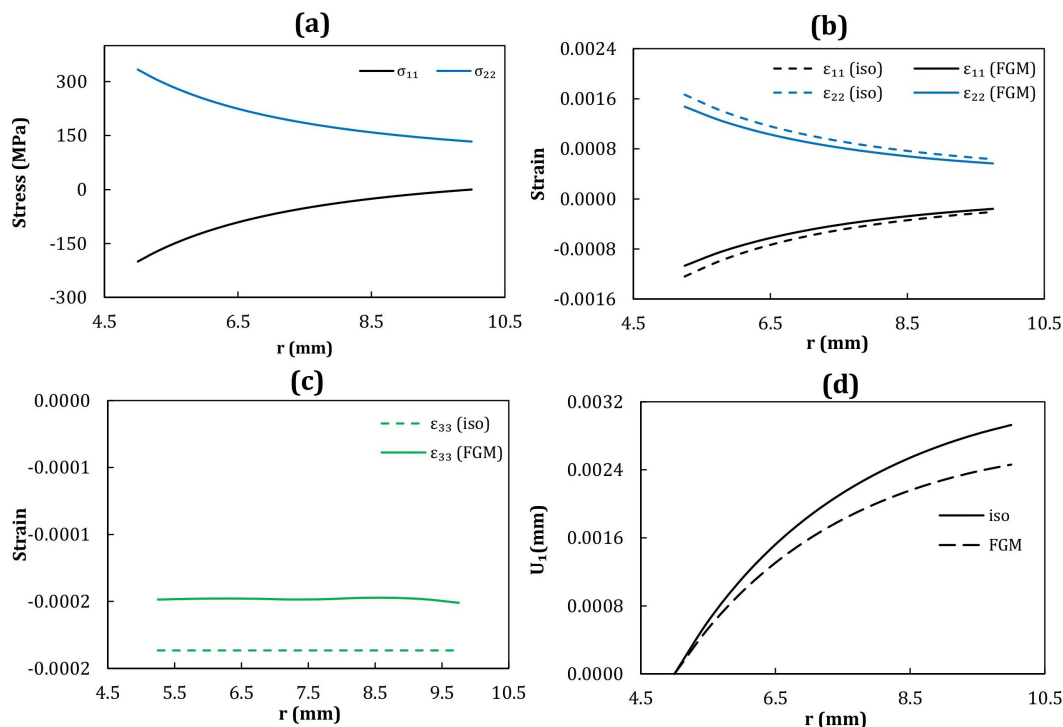 (a)
σ11 σ22
Stress (MPa)
300
150
0
-150
-300
4.5 6.5 8.5 10.5
r (mm)
(b)
ε11 (iso) ε11 (FGM)
ε22 (iso) ε22 (FGM)
Strain
0.0024
0.0016
0.0008
0.0000
-0.0008
-0.0016
4.5 6.5 8.5 10.5
r (mm)
(c)
ε33 (iso)
ε33 (FGM)
Strain
0.0000
-0.0001
-0.0001
-0.0002
-0.0002
4.5 5.5 6.5 7.5 8.5 9.5 10.5
r (mm)
(d)
iso
FGM
U1(mm)
0.0032
0.0024
0.0016
0.0008
0.0000
4.5 6.5 8.5 10.5
r (mm)